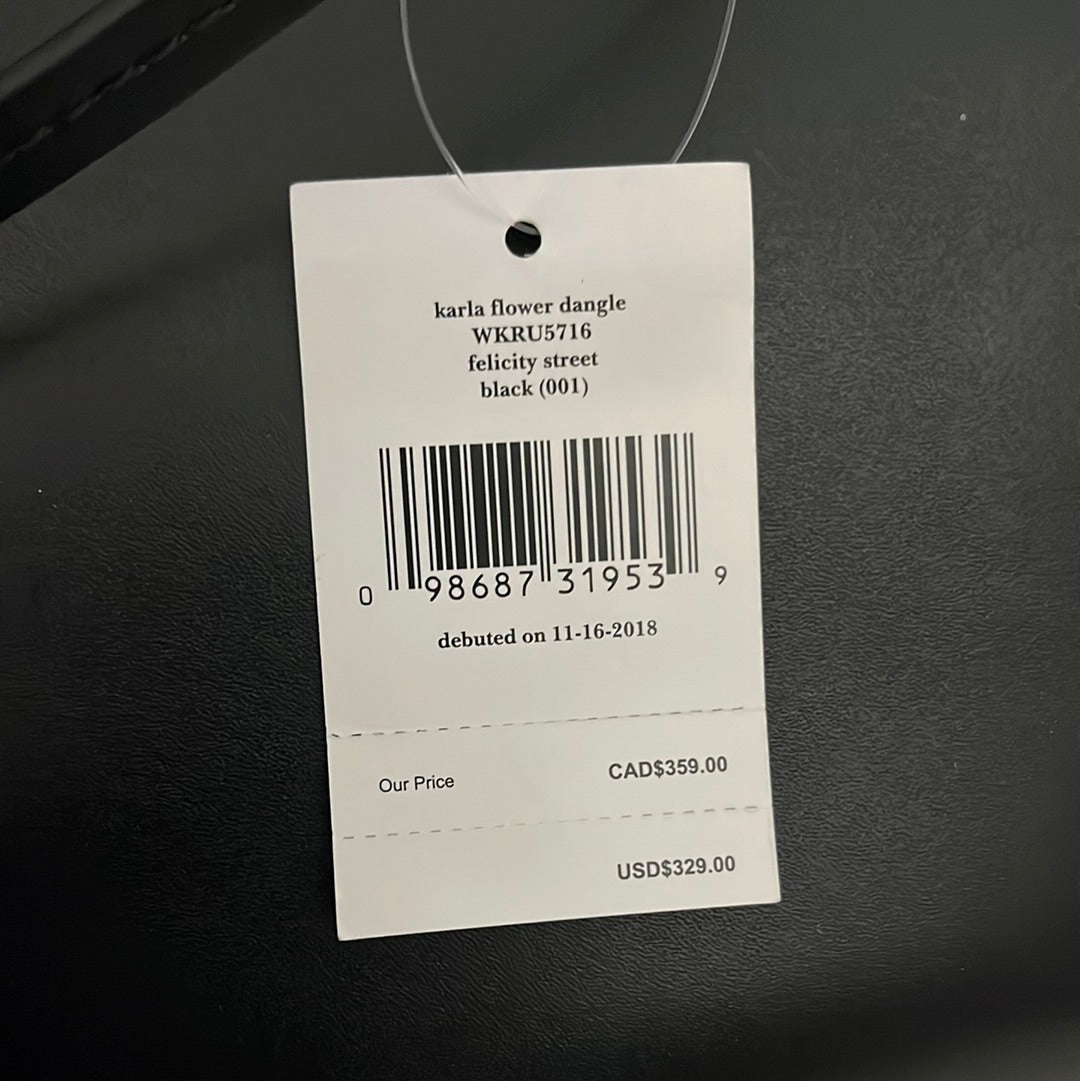 karla flower dangle
WKRU5716
felicity street
black (001)
0 98687 31953 9
debuted on 11-16-2018
Our Price CAD$359.00
USD$329.00